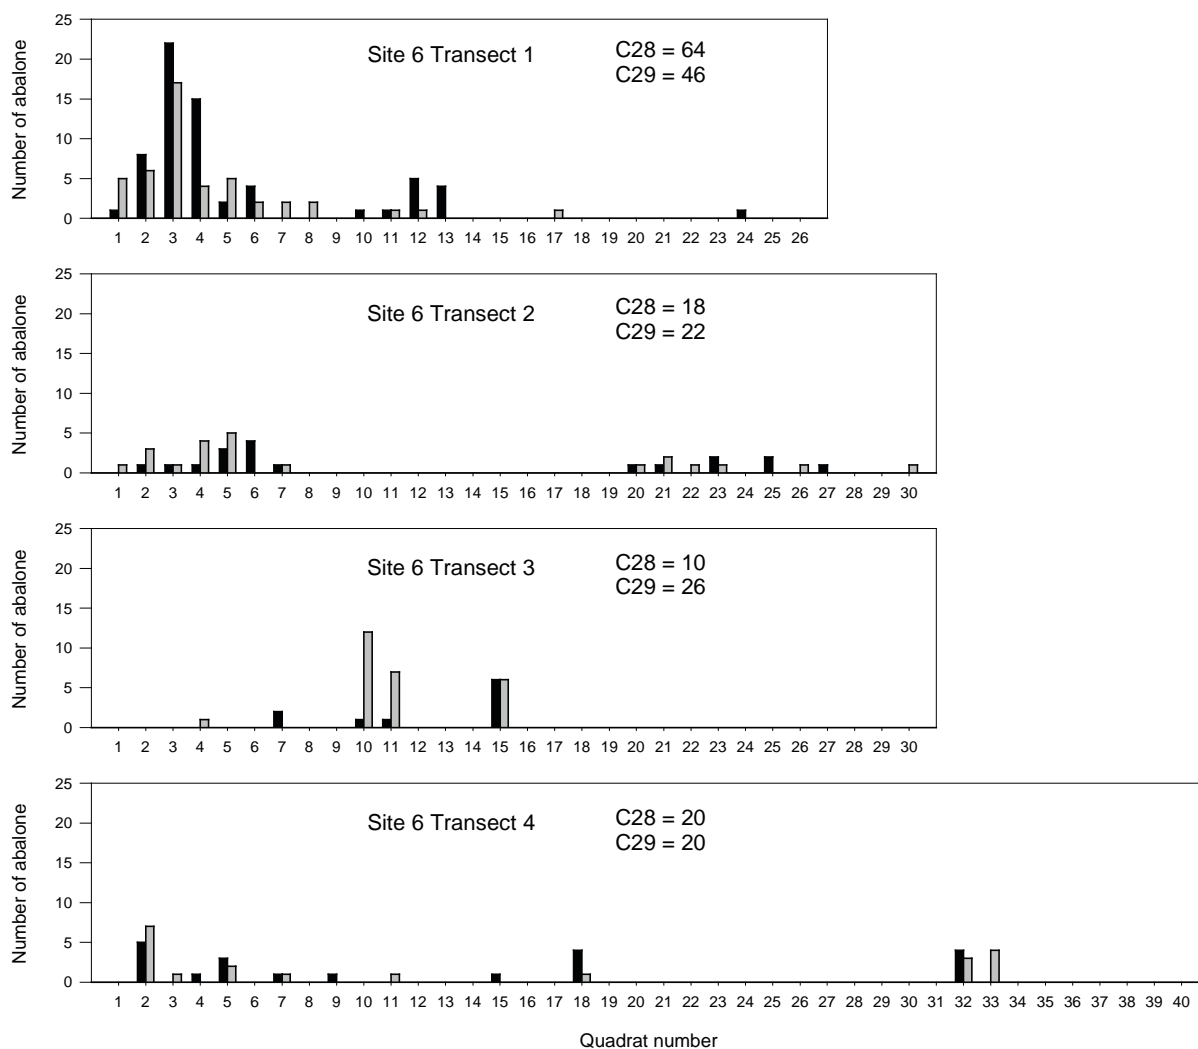 25
20
15
10
5
0
Number of abalone
Site 6 Transect 1
C28 = 64
C29 = 46
1 2 3 4 5 6 7 8 9 10 11 12 13 14 15 16 17 18 19 20 21 22 23 24 25 26
25
20
15
10
5
0
Number of abalone
Site 6 Transect 2
C28 = 18
C29 = 22
1 2 3 4 5 6 7 8 9 10 11 12 13 14 15 16 17 18 19 20 21 22 23 24 25 26 27 28 29 30
25
20
15
10
5
0
Number of abalone
Site 6 Transect 3
C28 = 10
C29 = 26
1 2 3 4 5 6 7 8 9 10 11 12 13 14 15 16 17 18 19 20 21 22 23 24 25 26 27 28 29 30
25
20
15
10
5
0
Number of abalone
Site 6 Transect 4
C28 = 20
C29 = 20
1 2 3 4 5 6 7 8 9 10 11 12 13 14 15 16 17 18 19 20 21 22 23 24 25 26 27 28 29 30 31 32 33 34 35 36 37 38 39 40
Quadrat number